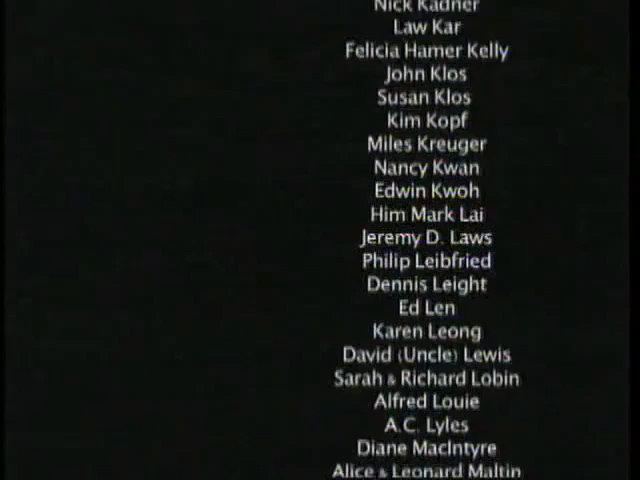 Nick Kadner
Law Kar
Felicia Hamer Kelly
John Klos
Susan Klos
Kim Kopf
Miles Kreuger
Nancy Kwan
Edwin Kwoh
Him Mark Lai
Jeremy D. Laws
Philip Leibfried
Dennis Leight
Ed Len
Karen Leong
David (Uncle) Lewis
Sarah & Richard Lobin
Alfred Louie
A.C. Lyles
Diane MacIntyre
Alice & Leonard Maltin